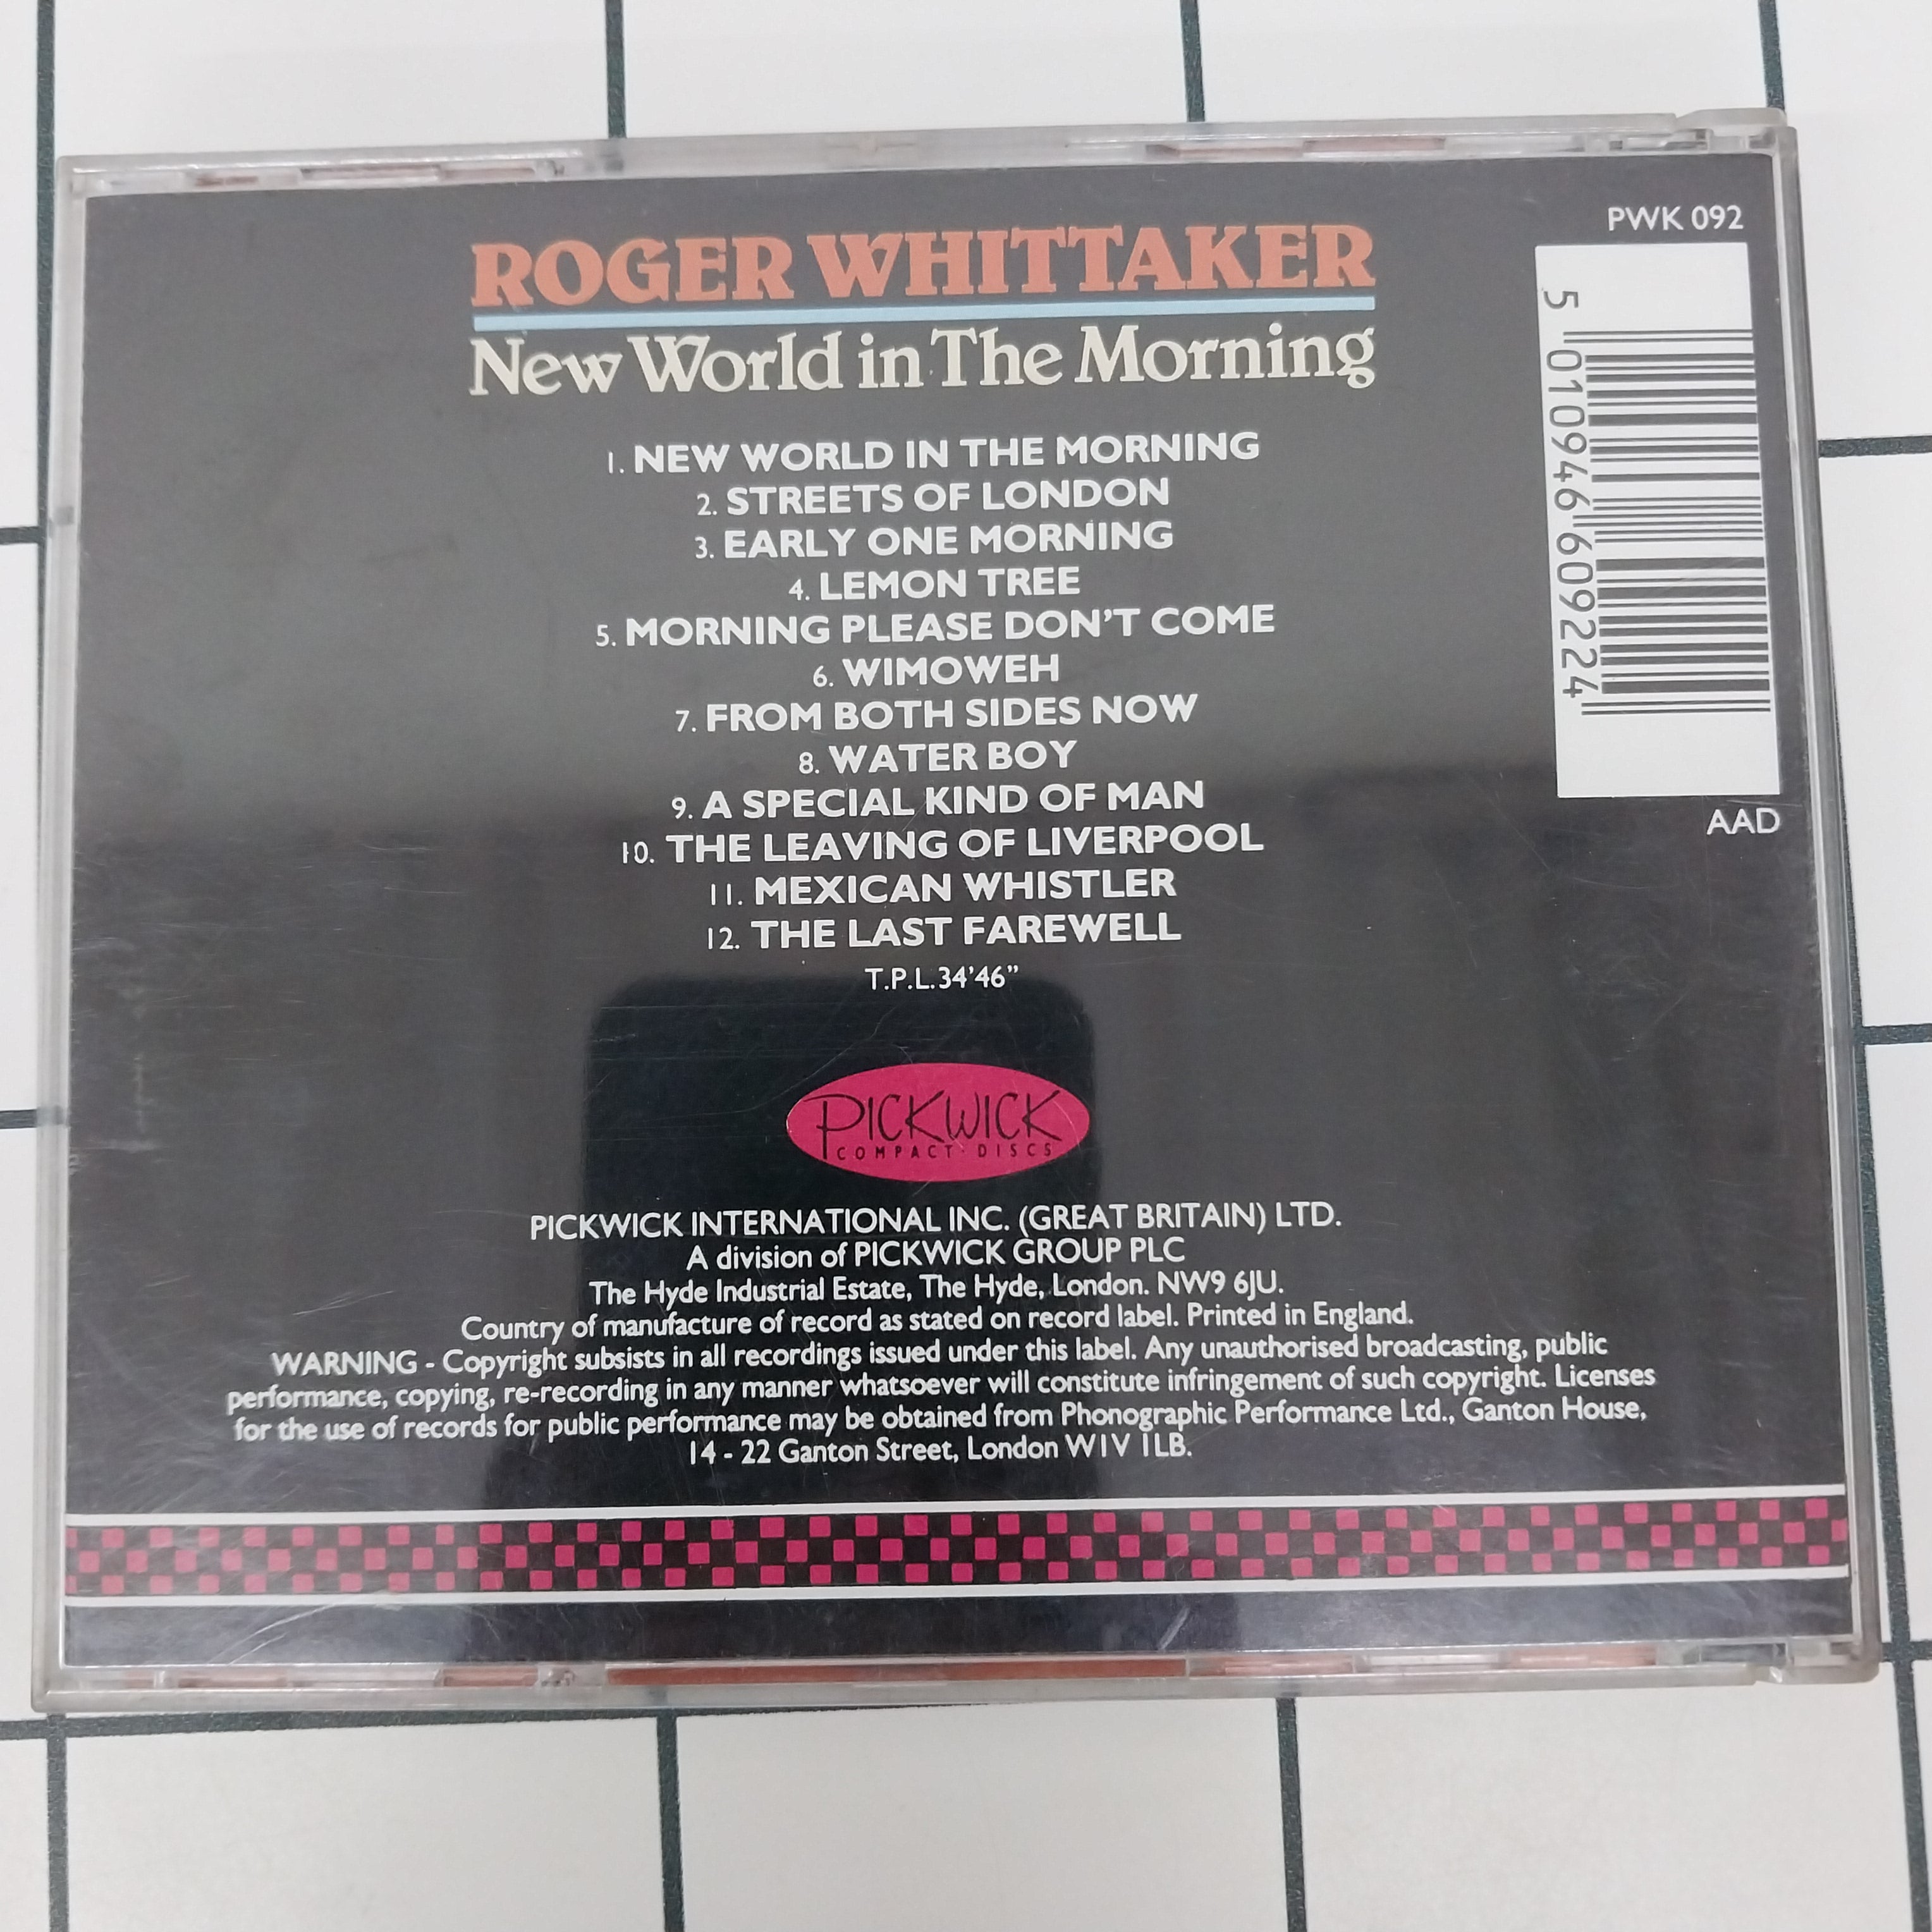 PWK 092
ROGER WHITTAKER
New World in The Morning
1. NEW WORLD IN THE MORNING
2. STREETS OF LONDON
3. EARLY ONE MORNING
4. LEMON TREE
5. MORNING PLEASE DON'T COME
6. WIMOWEH
7. FROM BOTH SIDES NOW
8. WATER BOY
9. A SPECIAL KIND OF MAN
10. THE LEAVING OF LIVERPOOL
11. MEXICAN WHISTLER
12. THE LAST FAREWELL
T.P.L.34'46”
5 010946 609224
AAD
PICKWICK
COMPACT·DISCS
PICKWICK INTERNATIONAL INC. (GREAT BRITAIN) LTD.
A division of PICKWICK GROUP PLC
The Hyde Industrial Estate, The Hyde, London. NW9 6JU.
Country of manufacture of record as stated on record label. Printed in England.
WARNING - Copyright subsists in all recordings issued under this label. Any unauthorised broadcasting, public
performance, copying, re-recording in any manner whatsoever will constitute infringement of such copyright. Licenses
for the use of records for public performance may be obtained from Phonographic Performance Ltd., Ganton House,
14 - 22 Ganton Street, London W1V 1LB.